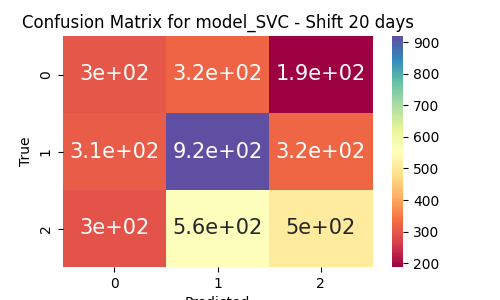 Confusion Matrix for model_SVC - Shift 20 days
0 3e+02 3.2e+02 1.9e+02
1 3.1e+02 9.2e+02 3.2e+02
2 3e+02 5.6e+02 5e+02
True
0 1 2
Predicted
900
800
700
600
500
400
300
200